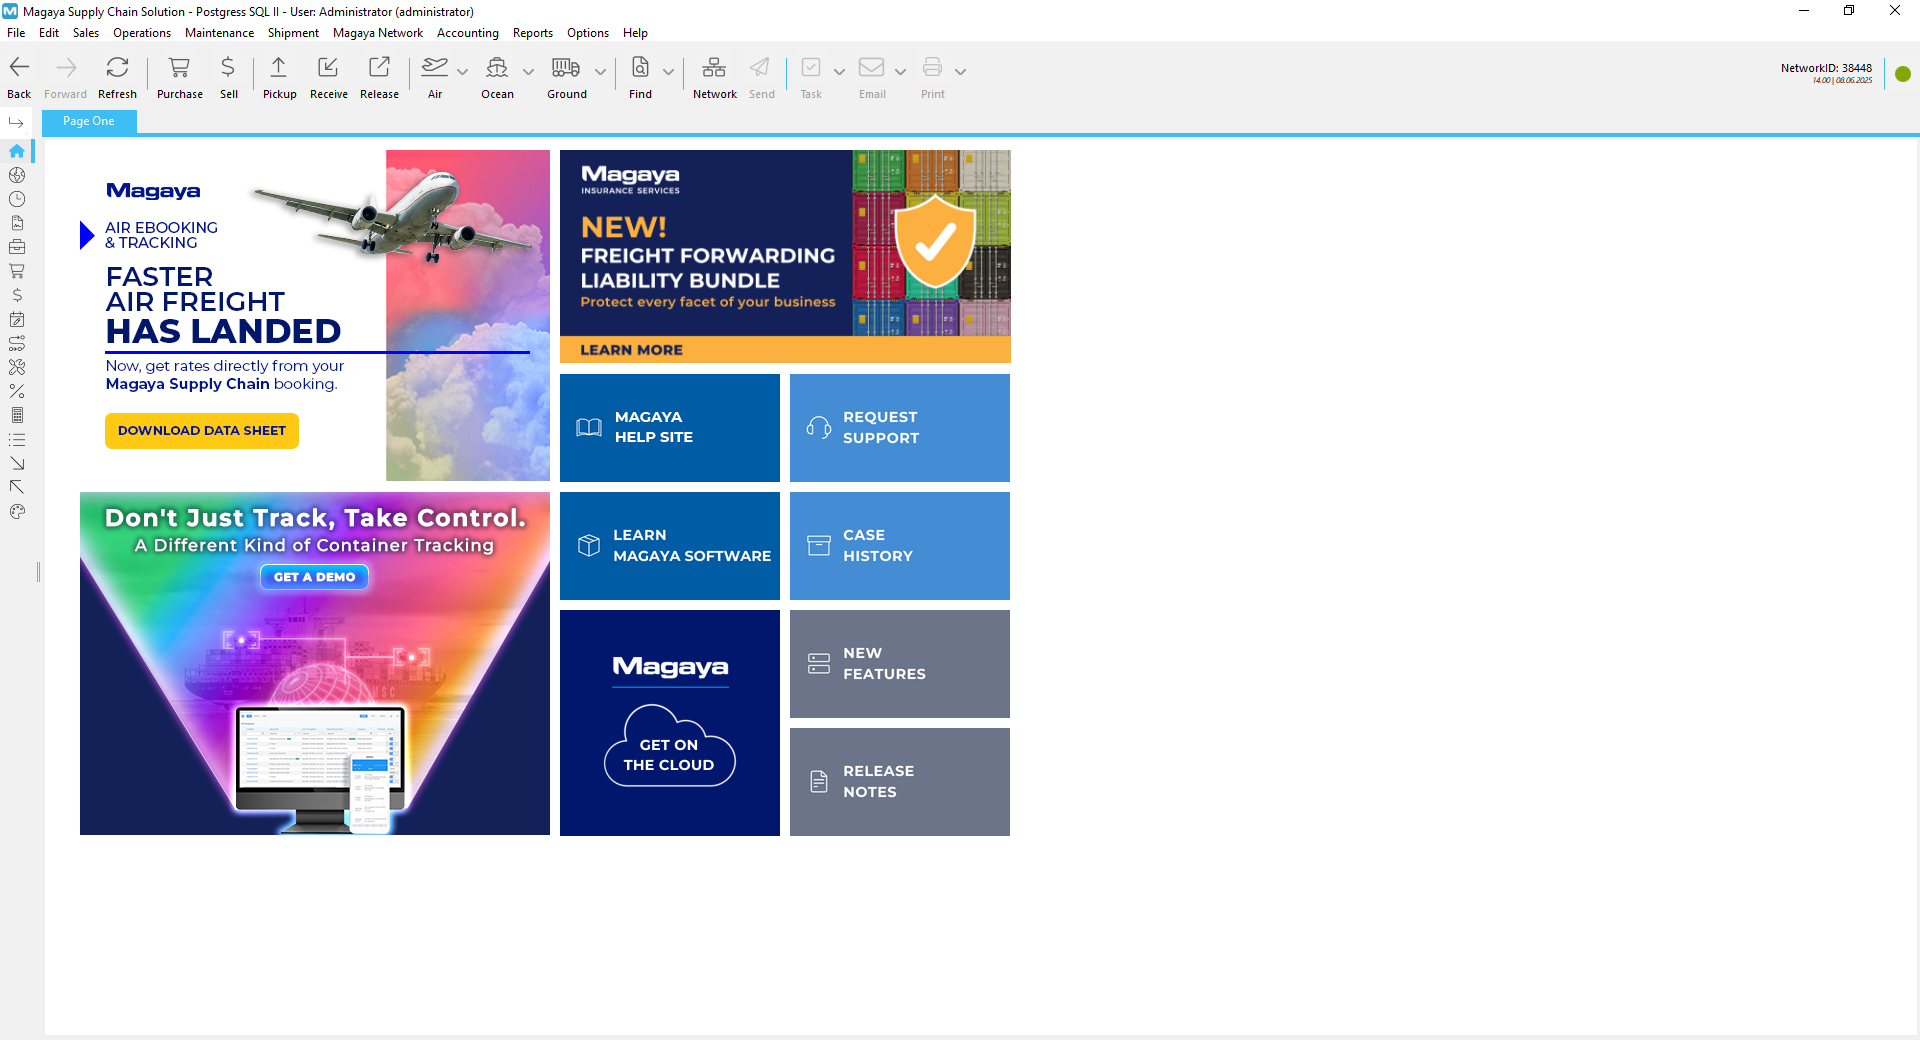 Magaya Supply Chain Solution - Postgress SQL II - User: Administrator (administrator)
File Edit Sales Operations Maintenance Shipment Magaya Network Accounting Reports Options Help
Back Forward Refresh Purchase Sell Pickup Receive Release Air Ocean Ground Find Network Send Task Email Print
NetworkID: 38448
14.00 | 08.06.2025
Page One
Magaya
AIR EBOOKING
& TRACKING
FASTER
AIR FREIGHT
HAS LANDED
Now, get rates directly from your
Magaya Supply Chain booking.
DOWNLOAD DATA SHEET
Magaya
INSURANCE SERVICES
NEW!
FREIGHT FORWARDING
LIABILITY BUNDLE
Protect every facet of your business
LEARN MORE
MAGAYA
HELP SITE
REQUEST
SUPPORT
Don't Just Track, Take Control.
A Different Kind of Container Tracking
GET A DEMO
MSC
LEARN
MAGAYA SOFTWARE
CASE
HISTORY
Magaya
GET ON
THE CLOUD
NEW
FEATURES
RELEASE
NOTES